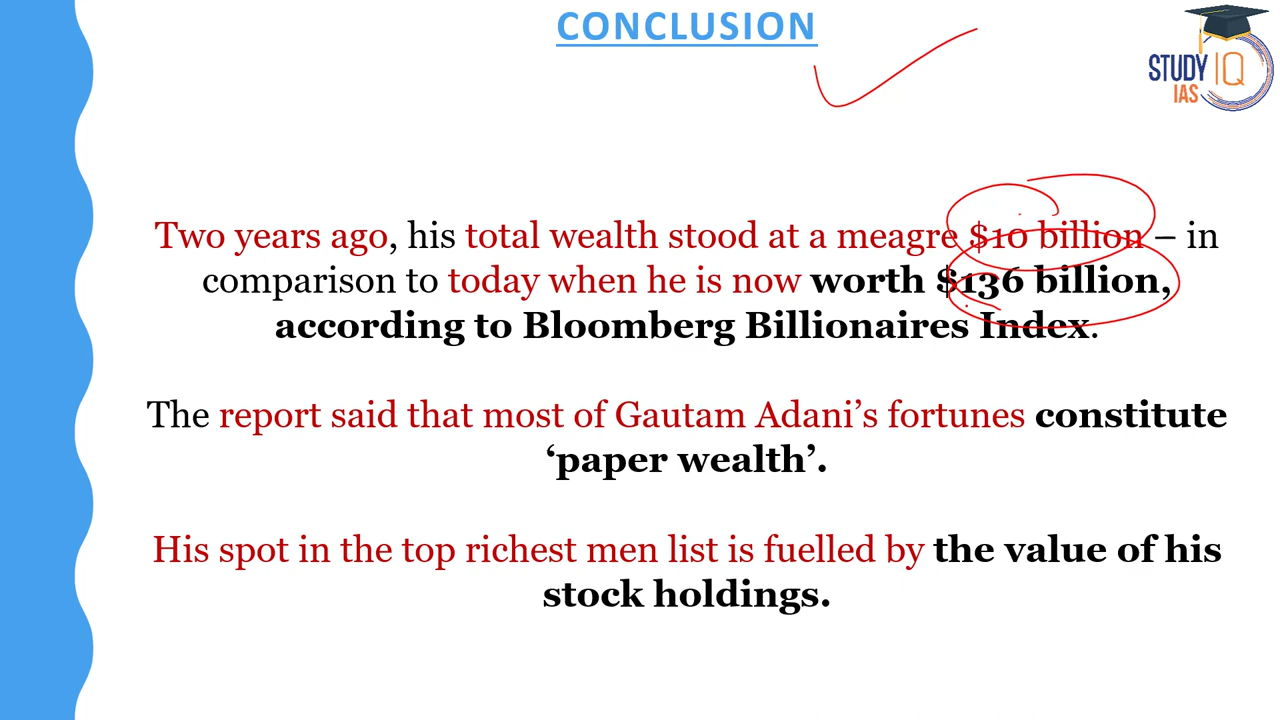 CONCLUSION
STUDY IQ
IAS
Two years ago, his total wealth stood at a meagre $10 billion – in
comparison to today when he is now worth $136 billion,
according to Bloomberg Billionaires Index.
The report said that most of Gautam Adani’s fortunes constitute
‘paper wealth’.
His spot in the top richest men list is fuelled by the value of his
stock holdings.